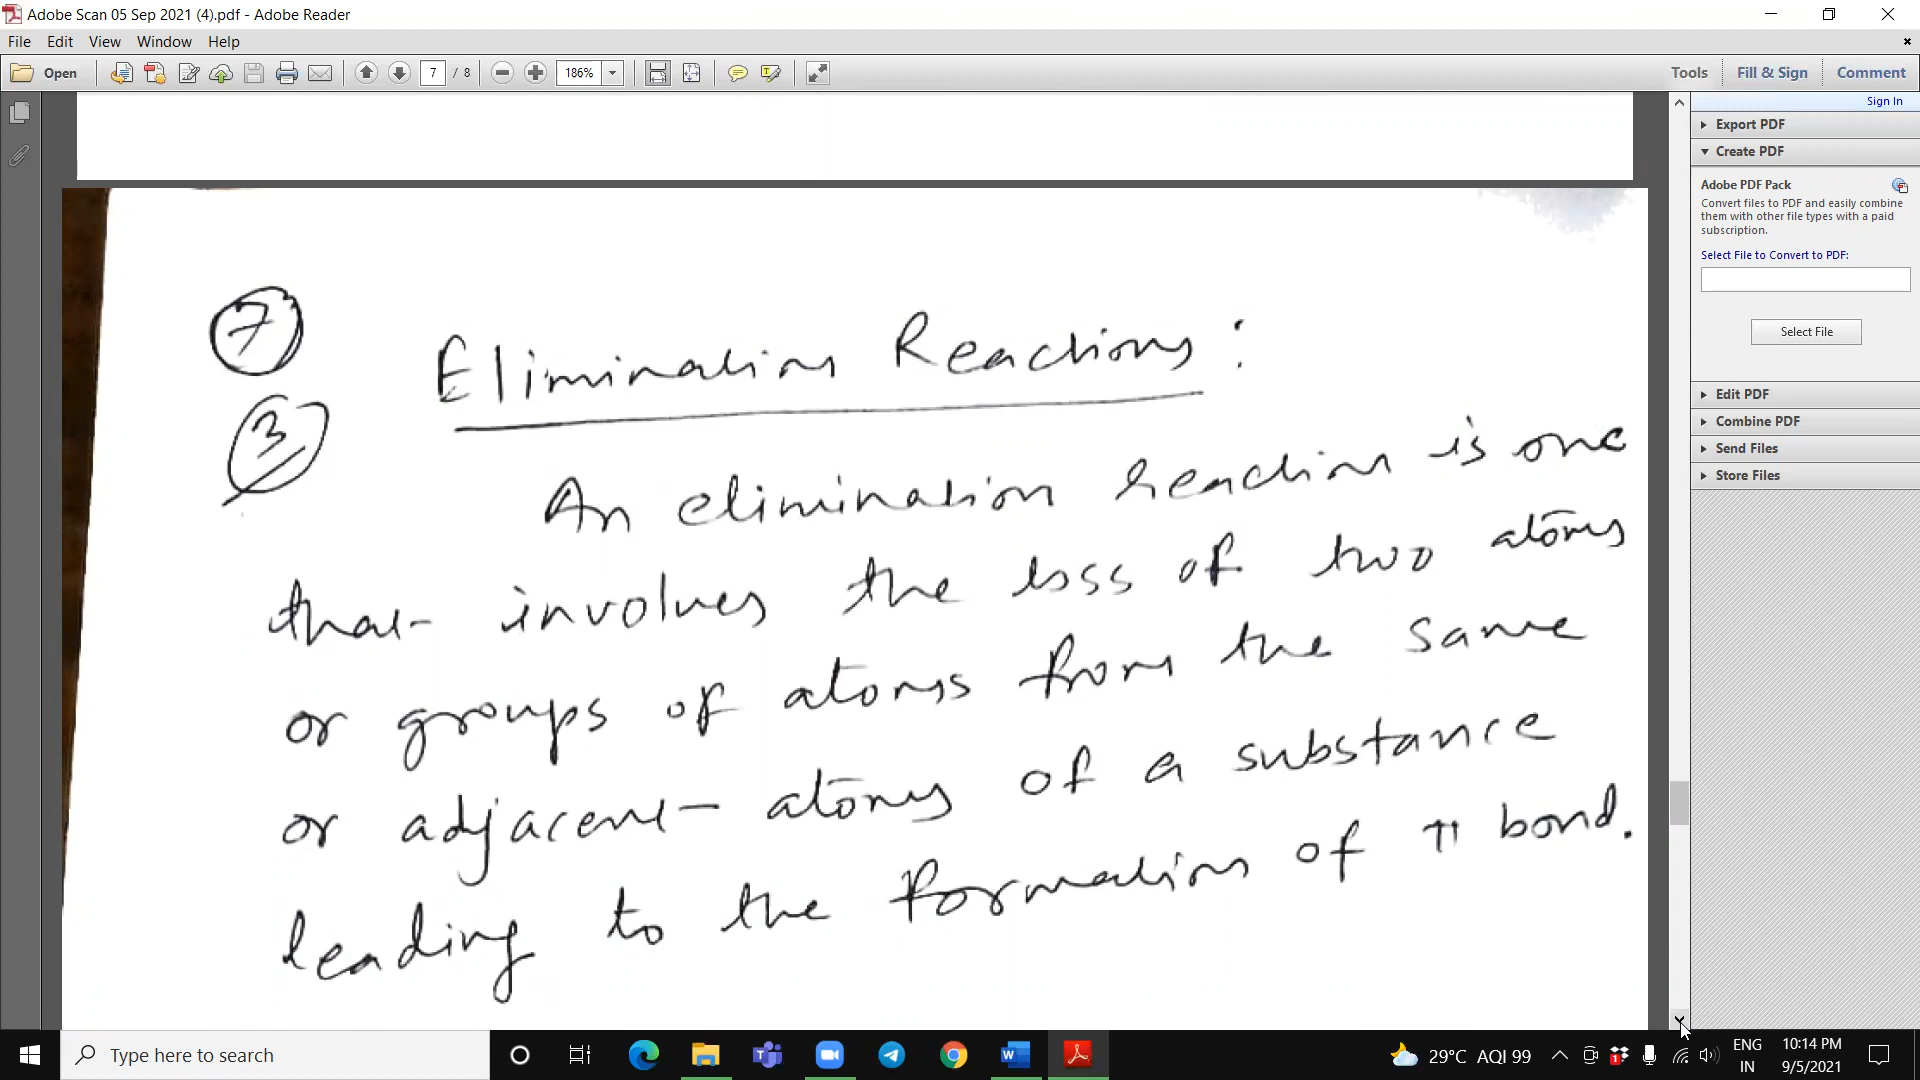 Adobe Scan 05 Sep 2021 (4).pdf - Adobe Reader
File Edit View Window Help
Open 7 / 8 186% Tools Fill & Sign Comment
Sign In
Export PDF
Create PDF
Adobe PDF Pack
Convert files to PDF and easily combine
them with other file types with a paid
subscription.
Select File to Convert to PDF:
Select File
Edit PDF
Combine PDF
Send Files
Store Files
7
3
Elimination Reactions :
An elimination reaction is one
that involves the loss of two atoms
or groups of atoms from the same
or adjacent atoms of a substance
leading to the formation of π bond.
Type here to search
29°C AQI 99
ENG
IN
10:14 PM
9/5/2021